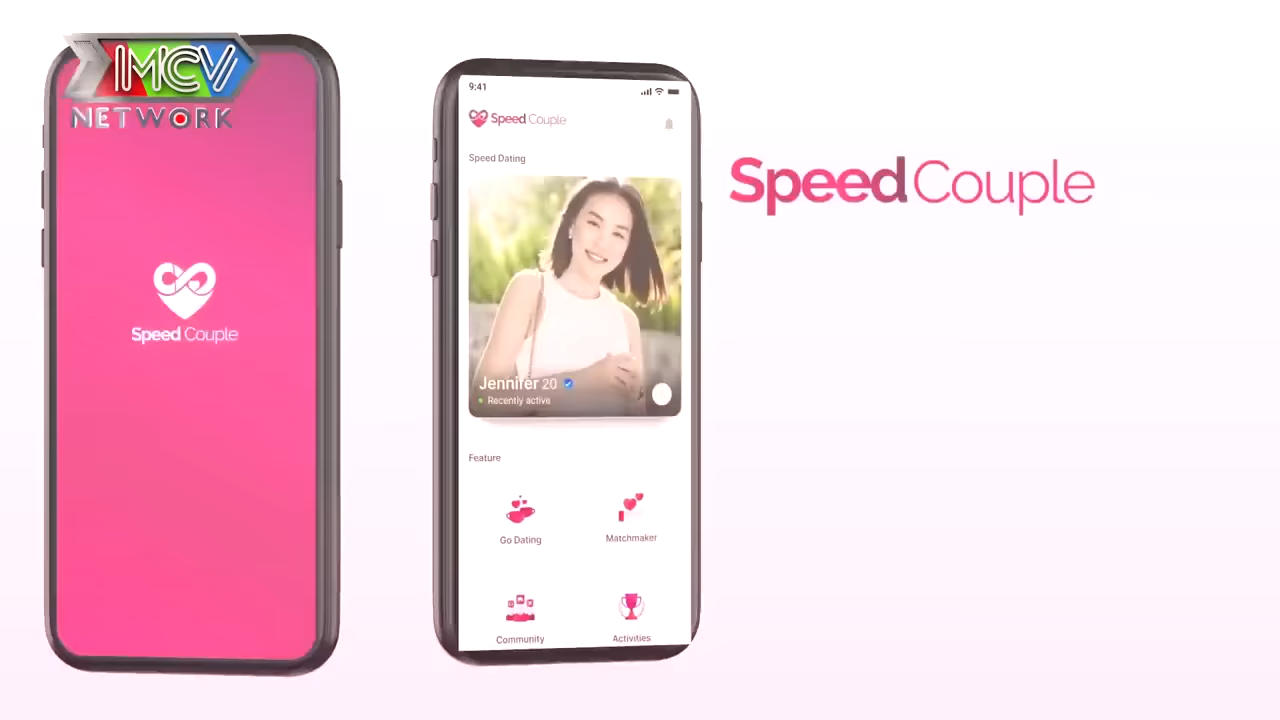 MCV
NETWORK
Speed Couple
9:41
Speed Couple
Speed Dating
Jennifer 20
Recently active
Feature
Go Dating
Matchmaker
Community
Activities
Speed Couple